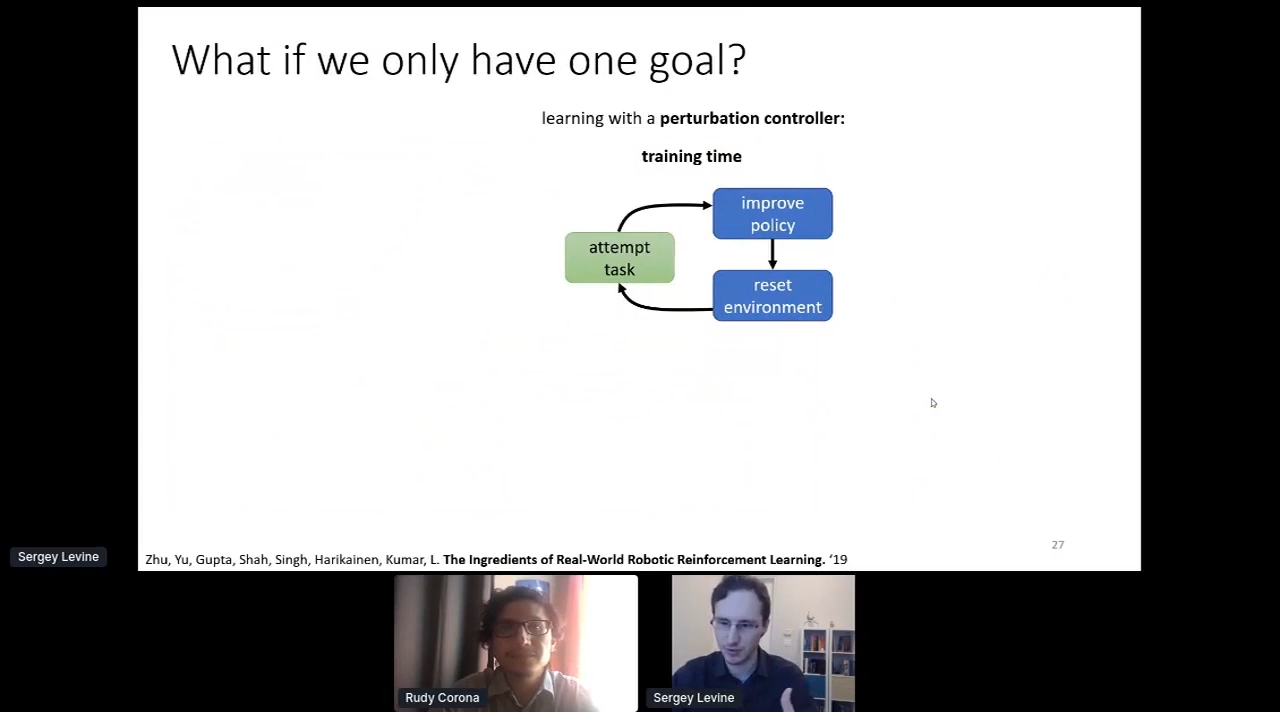 What if we only have one goal?
learning with a perturbation controller:
training time
improve
policy
attempt
task
reset
environment
27
Sergey Levine
Zhu, Yu, Gupta, Shah, Singh, Harikainen, Kumar, L. The Ingredients of Real-World Robotic Reinforcement Learning. ‘19
Rudy Corona
Sergey Levine